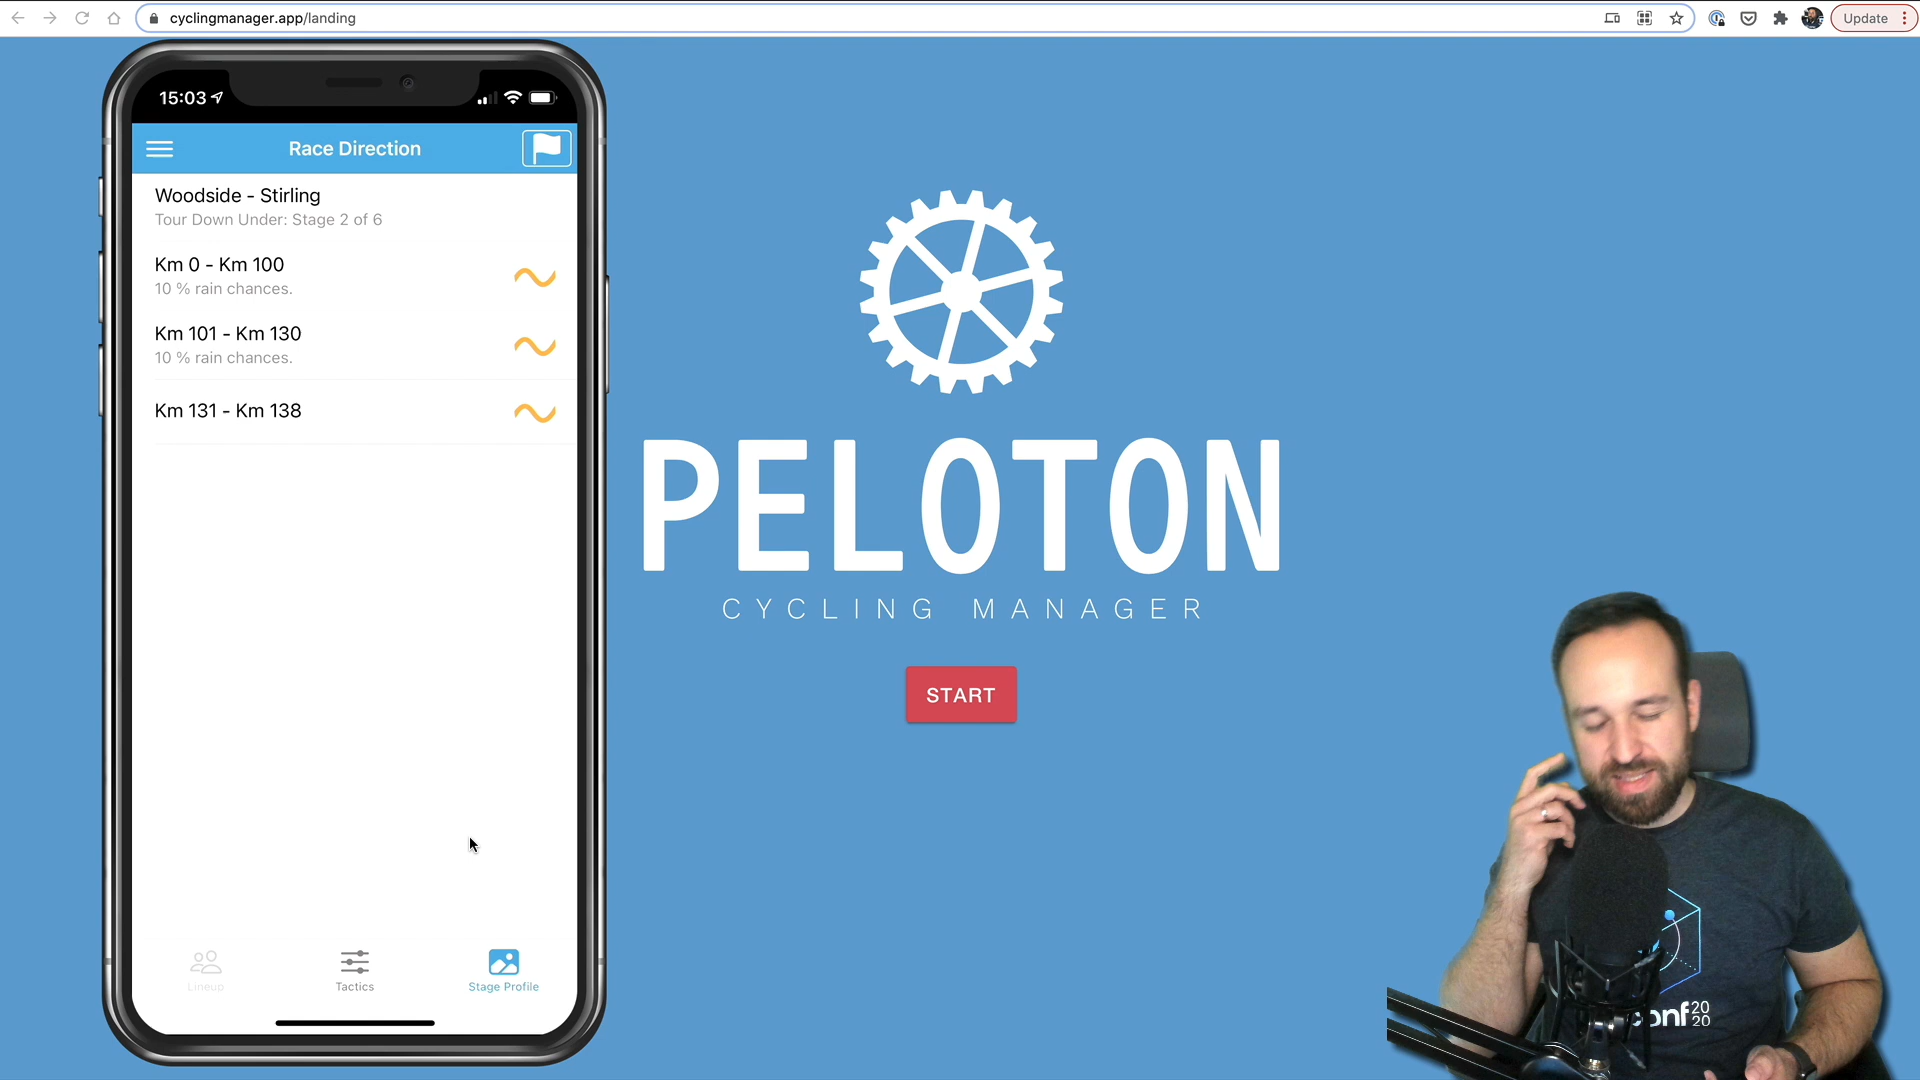 cyclingmanager.app/landing
Update
15:03
Race Direction
Woodside - Stirling
Tour Down Under: Stage 2 of 6
Km 0 - Km 100
10 % rain chances.
Km 101 - Km 130
10 % rain chances.
Km 131 - Km 138
Lineup
Tactics
Stage Profile
PELOTON
CYCLING MANAGER
START
onf 20
20